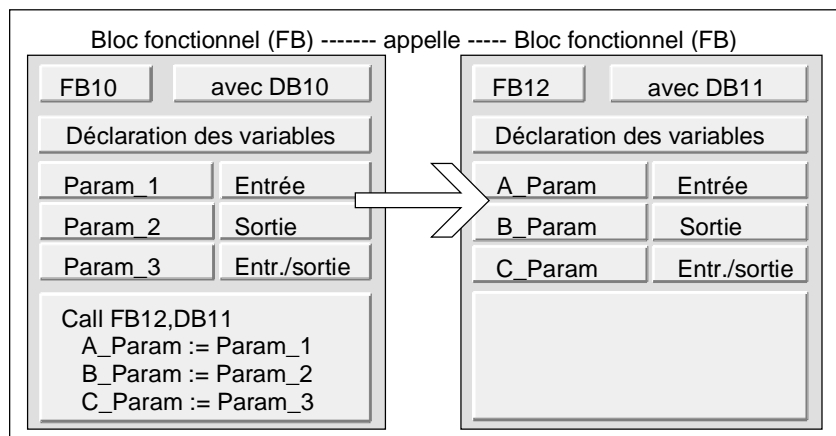 Bloc fonctionnel (FB) ------- appelle ----- Bloc fonctionnel (FB)
FB10 avec DB10
Déclaration des variables
Param_1 Entrée
Param_2 Sortie
Param_3 Entr./sortie
Call FB12,DB11
A_Param := Param_1
B_Param := Param_2
C_Param := Param_3
FB12 avec DB11
Déclaration des variables
A_Param Entrée
B_Param Sortie
C_Param Entr./sortie